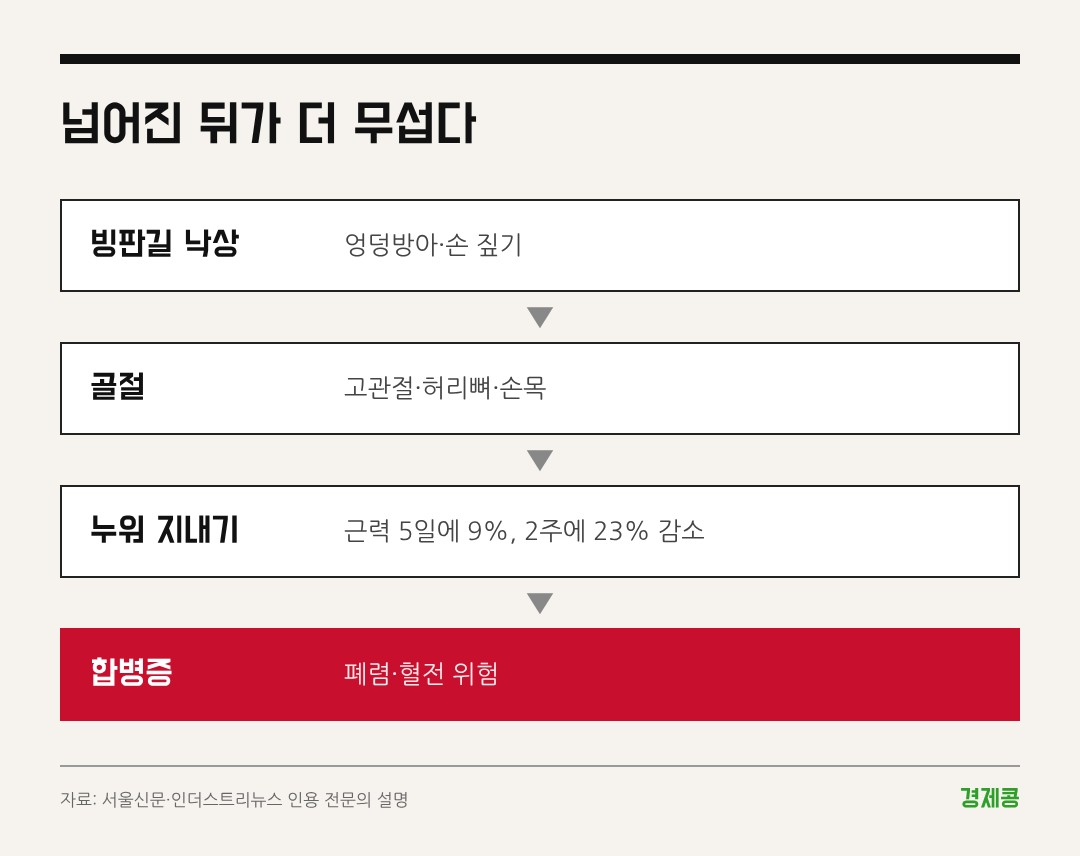 넘어진 뒤가 더 무섭다
빙판길 낙상 엉덩방아·손 짚기
골절 고관절·허리뼈·손목
누워 지내기 근력 5일에 9%, 2주에 23% 감소
합병증 폐렴·혈전 위험
자료: 서울신문·인더스트리뉴스 인용 전문의 설명 경제콩